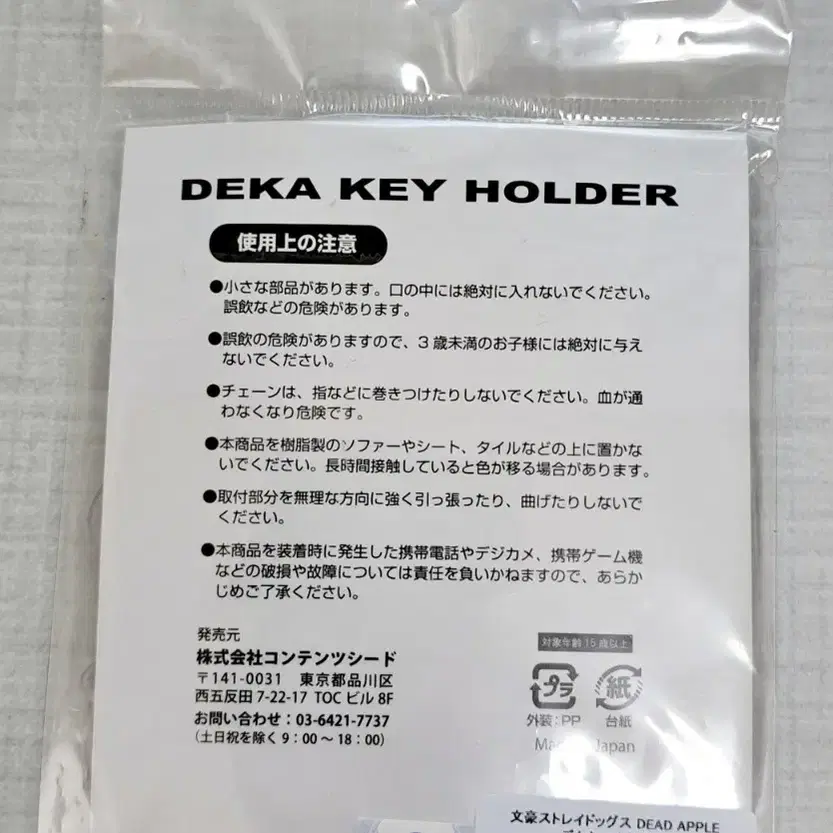 DEKA KEY HOLDER
使用上の注意
●小さな部品があります。口の中には絶対に入れないでください。
誤飲などの危険があります。
●誤飲の危険がありますので、3歳未満のお子様には絶対に与え
ないでください。
●チェーンは、指などに巻きつけたりしないでください。血が通
わなくなり危険です。
●本商品を樹脂製のソファーやシート、タイルなどの上に置かな
いでください。長時間接触していると色が移る場合があります。
●取付部分を無理な方向に強く引っ張ったり、曲げたりしないで
ください。
●本商品を装着時に発生した携帯電話やデジカメ、携帯ゲーム機
などの破損や故障については責任を負いかねますので、あらか
じめご了承ください。
発売元
株式会社コンテンツシード
〒141-0031 東京都品川区
西五反田7-22-17 TOCビル8F
お問い合わせ:03-6421-7737
(土日祝を除く9:00~18:00)
対象年齢15歳以上
プラ 紙
外装:PP 台紙
Japan
文豪ストレイドッグス DEAD APPLE